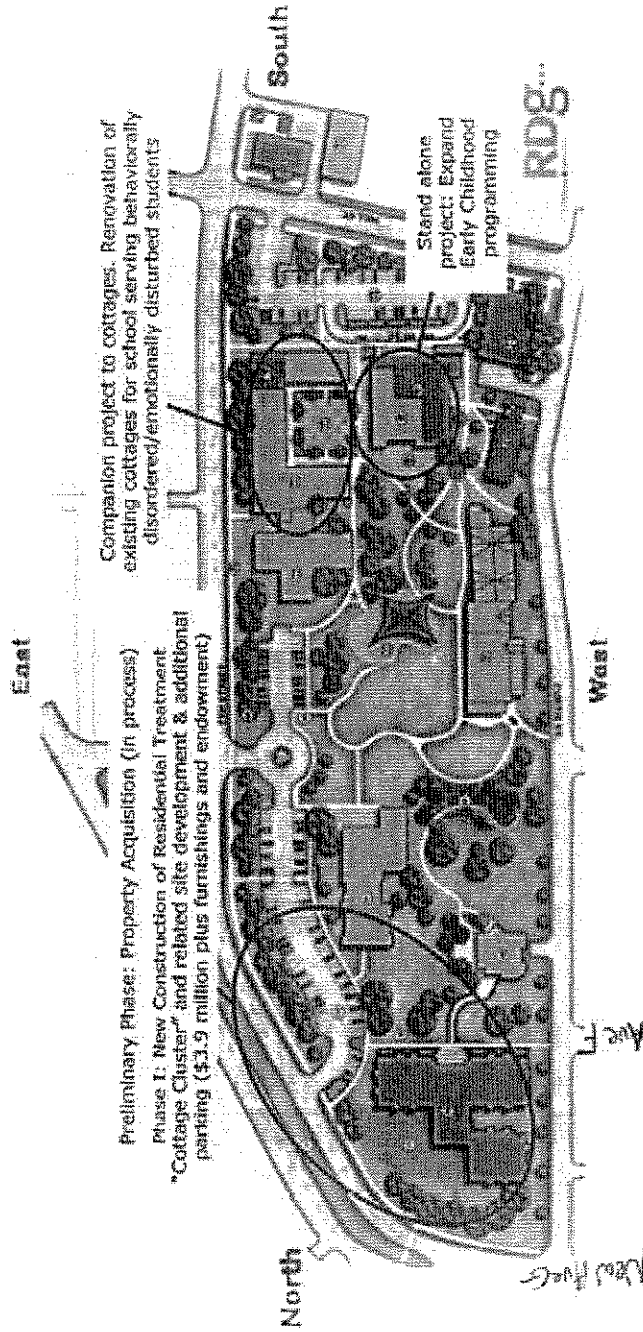 East
Preliminary Phase: Property Acquisition (in process)
Phase I: New Construction of Residential Treatment
"Cottage Cluster" and related site development & additional
parking ($3.9 million plus furnishings and endowment)
Companion project to cottages. Renovation of
existing cottages for school serving behaviorally
disordered/emotionally disturbed students
South
North
Stand alone
project: Expand
Early Childhood
programming
RDg...
West
Ave F
New Ave G